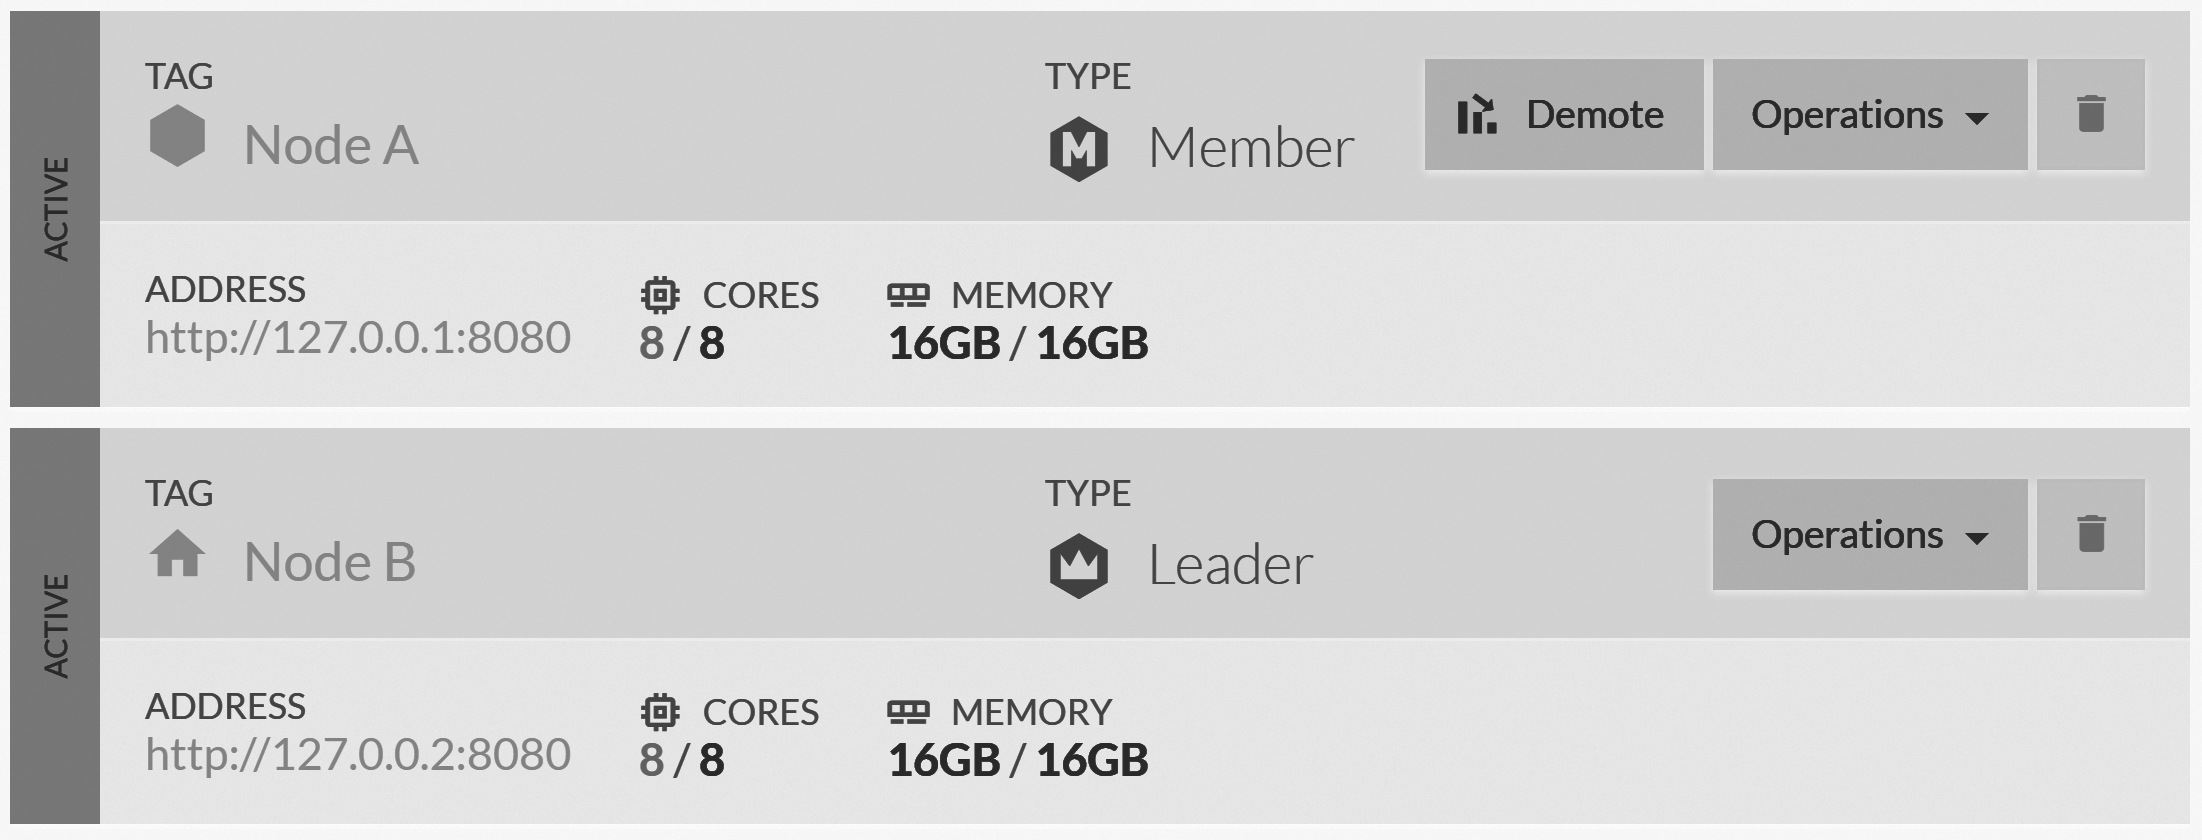 ACTIVE
TAG
Node A
TYPE
M Member
Demote
Operations
ADDRESS
http://127.0.0.1:8080
CORES
8 / 8
MEMORY
16GB / 16GB
ACTIVE
TAG
Node B
TYPE
Leader
Operations
ADDRESS
http://127.0.0.2:8080
CORES
8 / 8
MEMORY
16GB / 16GB